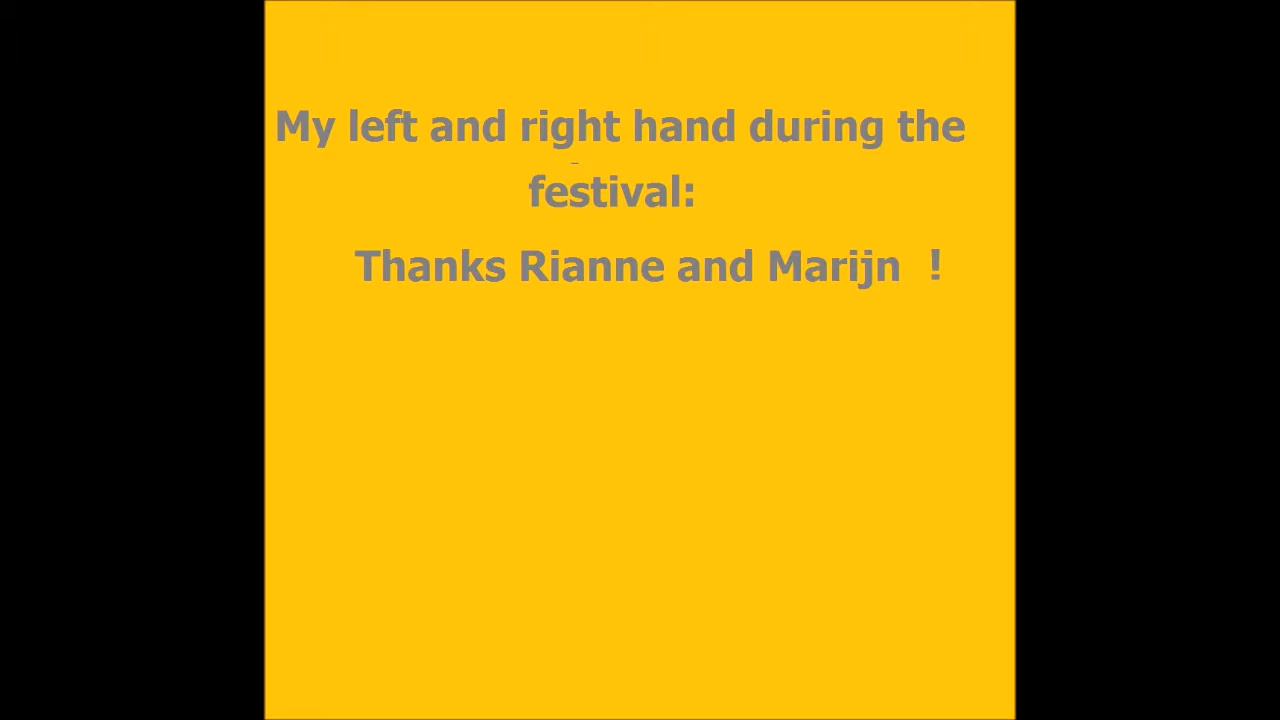 My left and right hand during the
festival:
Thanks Rianne and Marijn !